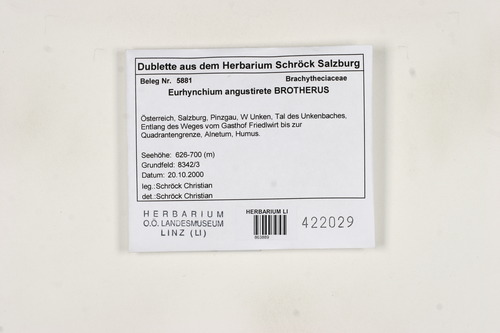 Dublette aus dem Herbarium Schröck Salzburg
Beleg Nr. 5881 Brachytheciaceae
Eurhynchium angustirete BROTHERUS
Österreich, Salzburg, Pinzgau, W Unken, Tal des Unkenbaches,
Entlang des Weges vom Gasthof Friedlwirt bis zur
Quadrantengrenze, Alnetum, Humus.
Seehöhe: 626-700 (m)
Grundfeld: 8342/3
Datum: 20.10.2000
leg.:Schröck Christian
det.:Schröck Christian
HERBARIUM
O.Ö. LANDESMUSEUM
LINZ (LI)
HERBARIUM LI
422029